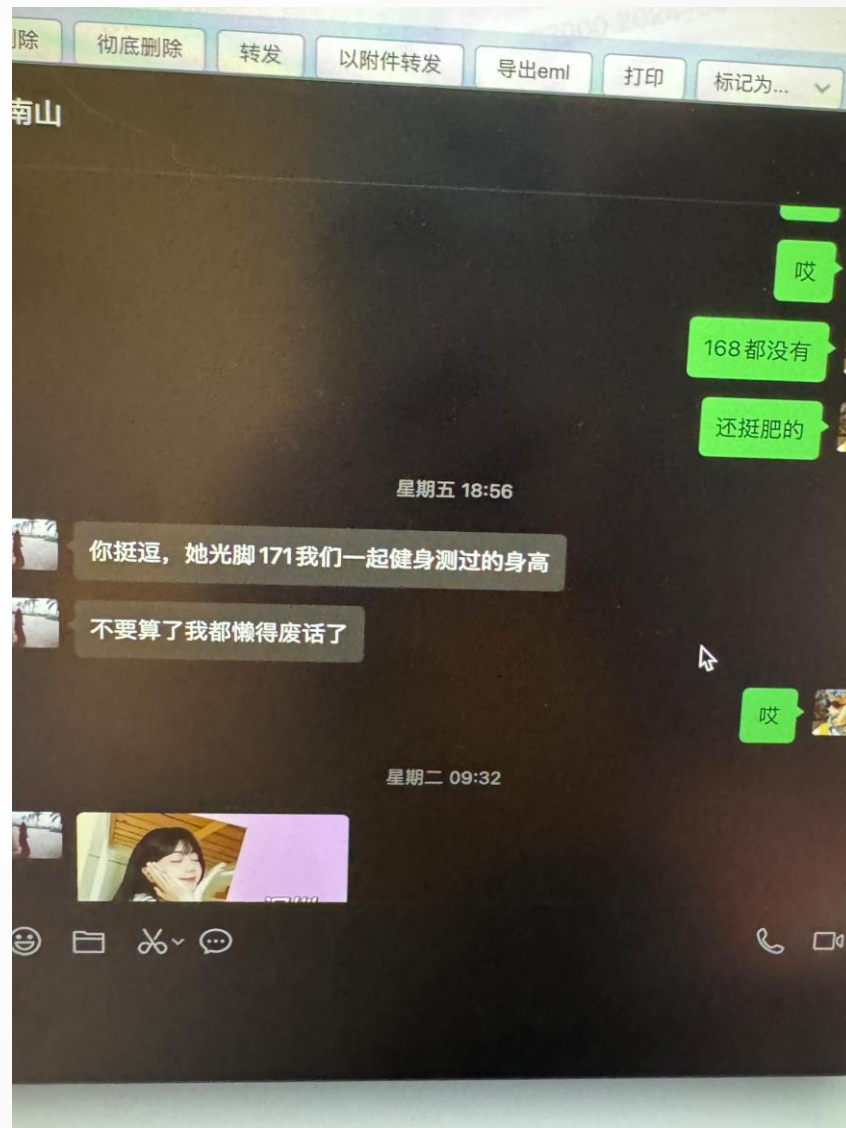 除
彻底删除
转发
以附件转发
导出eml
打印
标记为...
南山
哎
168都没有
还挺肥的
星期五 18:56
你挺逗，她光脚171我们一起健身测过的身高
不要算了我都懒得废话了
哎
星期二 09:32